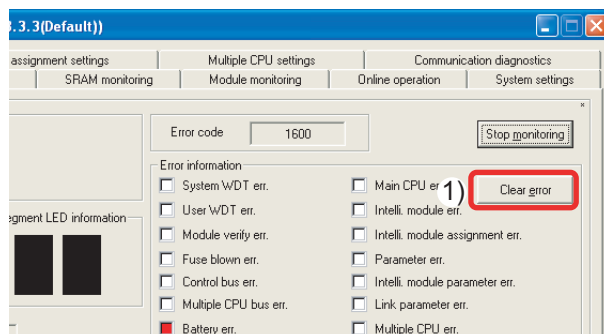 3.3.3(Default))
assignment settings Multiple CPU settings Communication diagnostics
SRAM monitoring Module monitoring Online operation System settings
Error code 1600 Stop monitoring
Error information
System WDT err. Main CPU er 1) Clear error
User WDT err. Intelli. module err.
egment LED information
Module verify err. Intelli. module assignment err.
Fuse blown err. Parameter err.
Control bus err. Intelli. module parameter err.
Multiple CPU bus err. Link parameter err.
Battery err. Multiple CPU err.